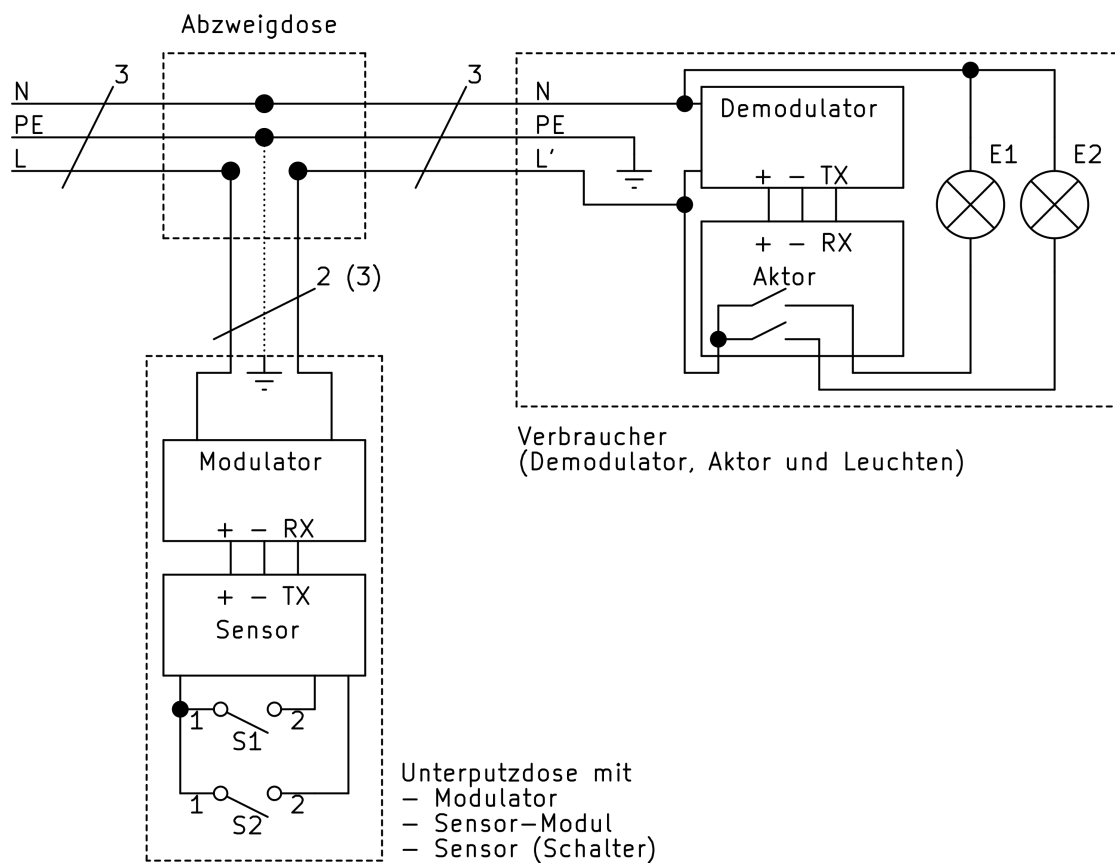 Abzweigdose
3
3
N
N
PE
PE
L
L'
Demodulator
+ – TX
E1
E2
+ – RX
Aktor
2 (3)
Verbraucher
(Demodulator, Aktor und Leuchten)
Modulator
+ – RX
+ – TX
Sensor
1
2
S1
1
2
S2
Unterputzdose mit
– Modulator
– Sensor–Modul
– Sensor (Schalter)